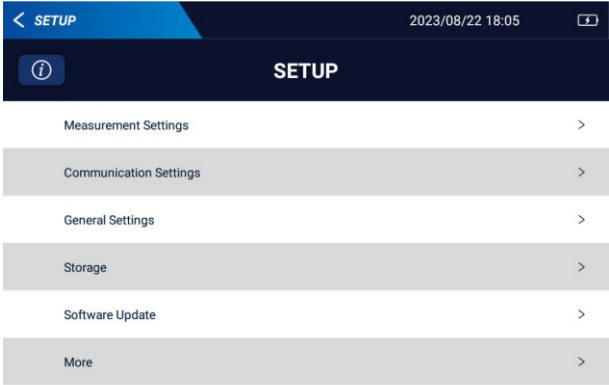 SETUP
2023/08/22 18:05
i
SETUP
Measurement Settings
Communication Settings
General Settings
Storage
Software Update
More